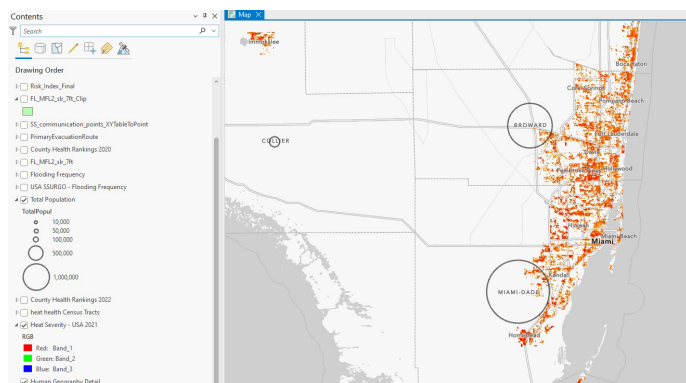 Contents
Map
Search
Drawing Order
Risk_Index_Final
FL_MFL2_slr_7ft_Clip
SS_communication_points_XYTableToPoint
PrimaryEvacuationRoute
County Health Rankings 2020
FL_MFL2_slr_7ft
Flooding Frequency
USA SSURGO - Flooding Frequency
Total Population
TotalPopul
10,000
50,000
100,000
500,000
1,000,000
County Health Rankings 2022
heat health Census Tracts
Heat Severity - USA 2021
RGB
Red: Band_1
Green: Band_2
Blue: Band_3
Human Geography Detail
Immokalee
Boca Raton
Coral Springs
Pompano Beach
BROWARD
Fort Lauderdale
COLLIER
Davie
Pembroke Pines
Hollywood
Hialeah
Miami Beach
Miami
Kendall
MIAMI-DADE
Homestead